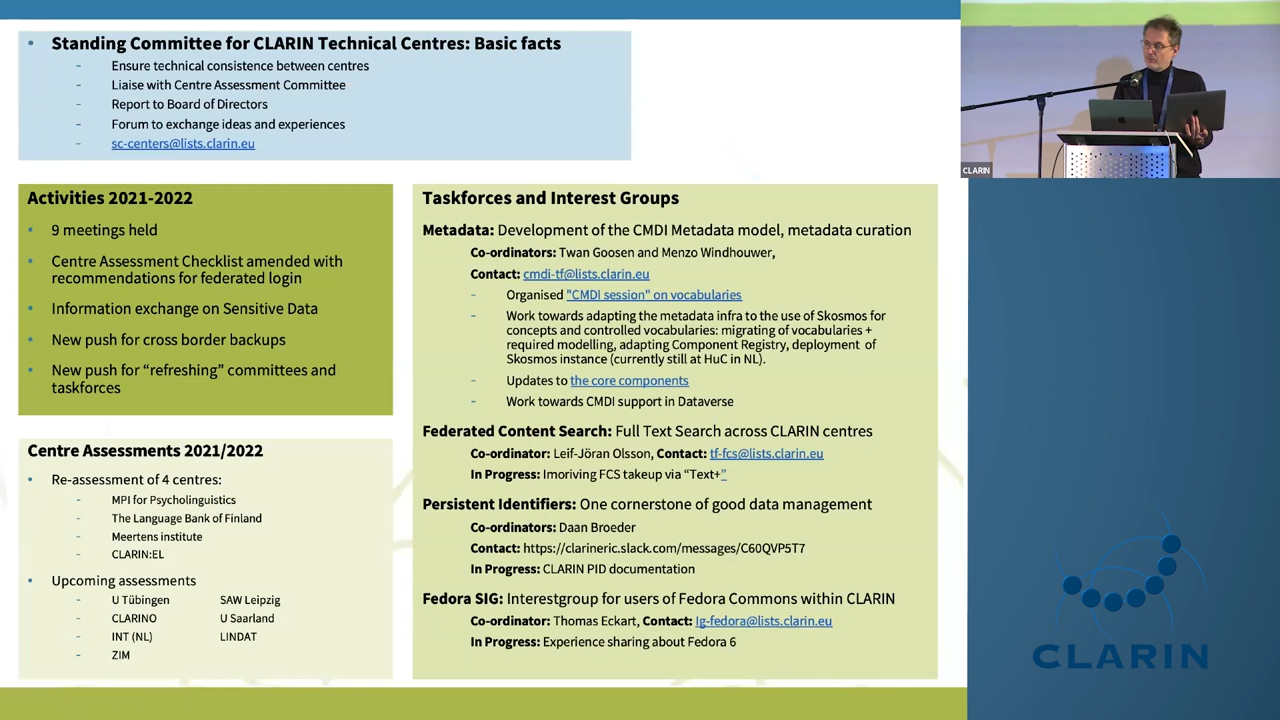 Standing Committee for CLARIN Technical Centres: Basic facts
Ensure technical consistence between centres
Liaise with Centre Assessment Committee
Report to Board of Directors
Forum to exchange ideas and experiences
sc-centers@lists.clarin.eu
Activities 2021-2022
9 meetings held
Centre Assessment Checklist amended with
recommendations for federated login
Information exchange on Sensitive Data
New push for cross border backups
New push for “refreshing” committees and
taskforces
Centre Assessments 2021/2022
Re-assessment of 4 centres:
MPI for Psycholinguistics
The Language Bank of Finland
Meertens institute
CLARIN:EL
Upcoming assessments
U Tübingen SAW Leipzig
CLARINO U Saarland
INT (NL) LINDAT
ZIM
Taskforces and Interest Groups
Metadata: Development of the CMDI Metadata model, metadata curation
Co-ordinators: Twan Goosen and Menzo Windhouwer,
Contact: cmdi-tf@lists.clarin.eu
Organised "CMDI session" on vocabularies
Work towards adapting the metadata infra to the use of Skosmos for
concepts and controlled vocabularies: migrating of vocabularies +
required modelling, adapting Component Registry, deployment of
Skosmos instance (currently still at HuC in NL).
Updates to the core components
Work towards CMDI support in Dataverse
Federated Content Search: Full Text Search across CLARIN centres
Co-ordinator: Leif-Jöran Olsson, Contact: tf-fcs@lists.clarin.eu
In Progress: Imoriving FCS takeup via “Text+”
Persistent Identifiers: One cornerstone of good data management
Co-ordinators: Daan Broeder
Contact: https://clarineric.slack.com/messages/C60QVP5T7
In Progress: CLARIN PID documentation
Fedora SIG: Interestgroup for users of Fedora Commons within CLARIN
Co-ordinator: Thomas Eckart, Contact: Ig-fedora@lists.clarin.eu
In Progress: Experience sharing about Fedora 6
CLARIN
CLARIN